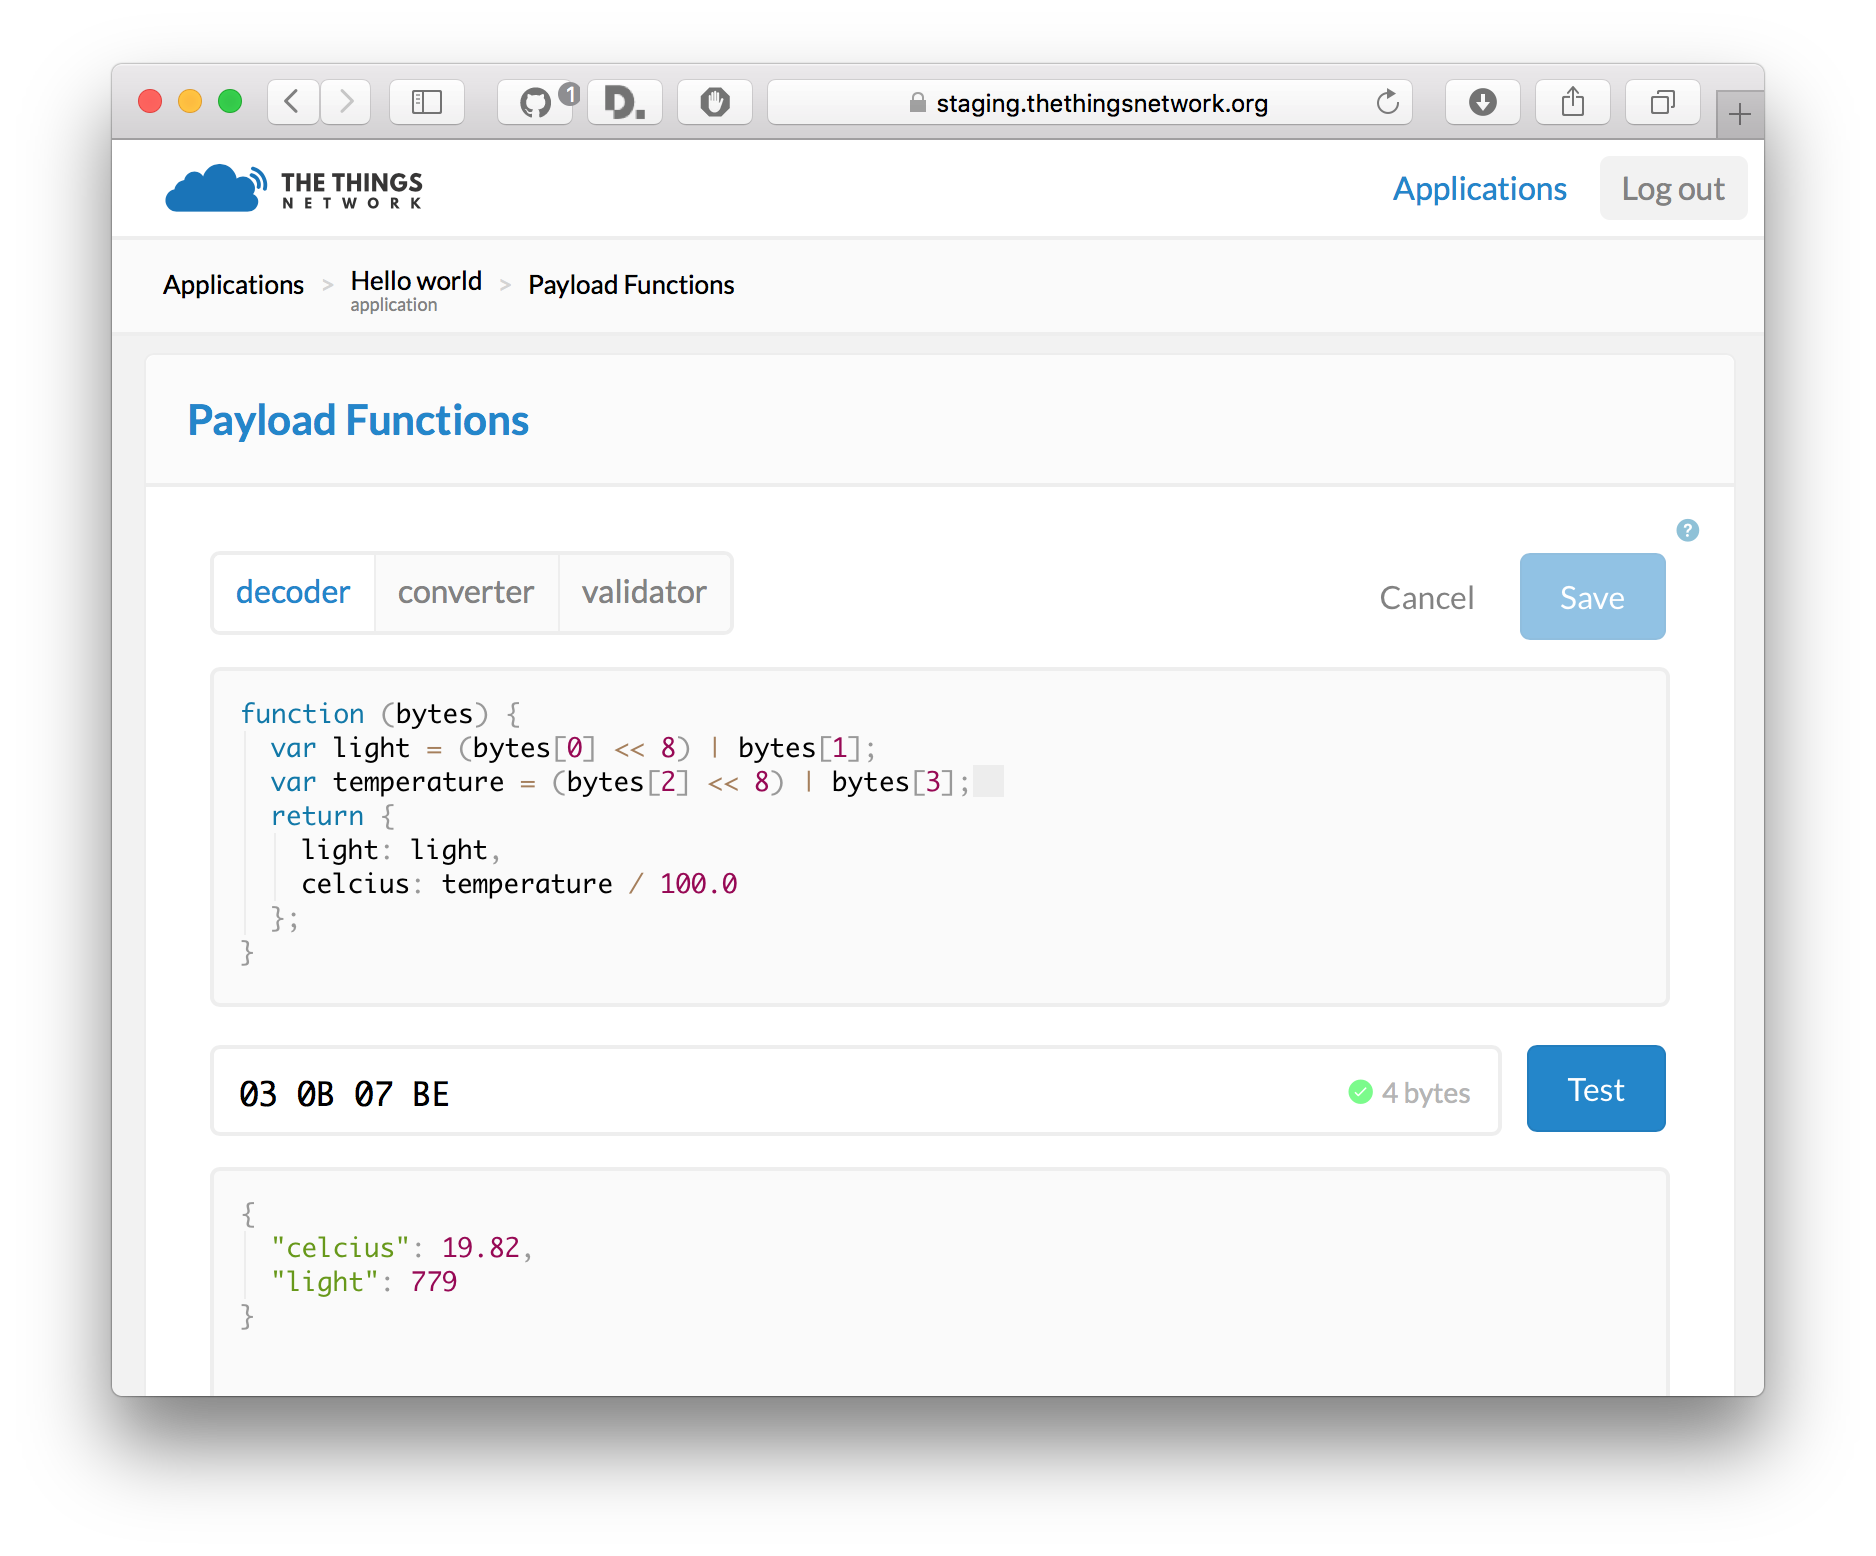 1
D.
staging.thethingsnetwork.org
THE THINGS
NETWORK
Applications
Log out
Applications > Hello world > Payload Functions
application
Payload Functions
?
decoder converter validator
Cancel
Save
function (bytes) {
  var light = (bytes[0] << 8) | bytes[1];
  var temperature = (bytes[2] << 8) | bytes[3];
  return {
    light: light,
    celcius: temperature / 100.0
  };
}
03 0B 07 BE
4 bytes
Test
{
  "celcius": 19.82,
  "light": 779
}